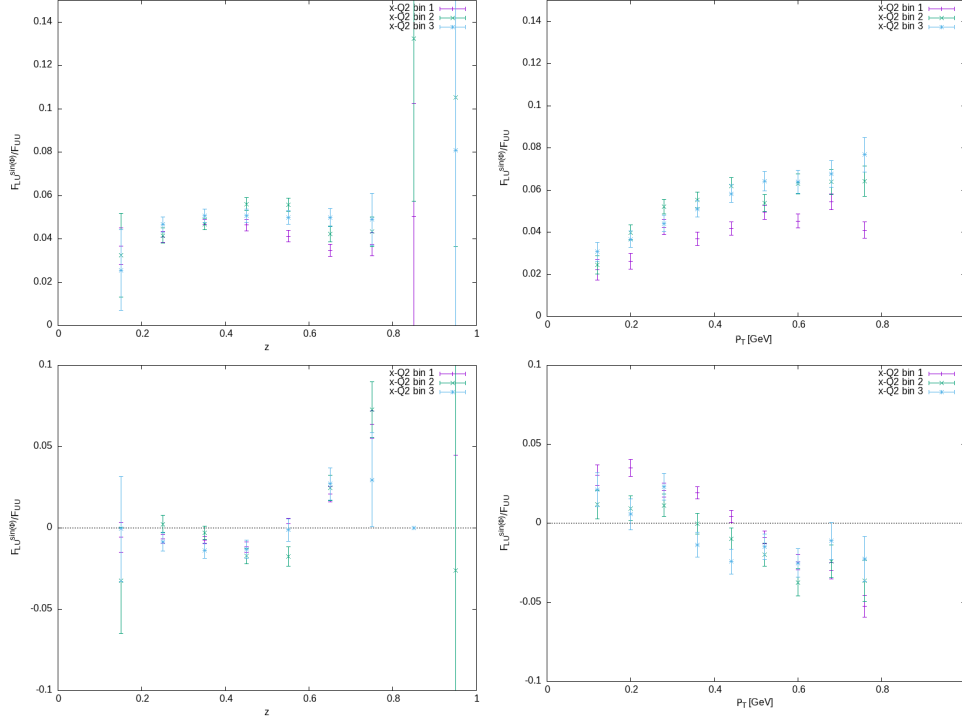 0.14
0.12
0.1
0.08
0.06
0.04
0.02
0
F_LU^sin(Φ)/F_UU
0 0.2 0.4 0.6 0.8 1
z
x-Q2 bin 1
x-Q2 bin 2
x-Q2 bin 3
0.14
0.12
0.1
0.08
0.06
0.04
0.02
0
F_LU^sin(Φ)/F_UU
0 0.2 0.4 0.6 0.8
P_T [GeV]
x-Q2 bin 1
x-Q2 bin 2
x-Q2 bin 3
0.1
0.05
0
-0.05
-0.1
F_LU^sin(Φ)/F_UU
0 0.2 0.4 0.6 0.8 1
z
x-Q2 bin 1
x-Q2 bin 2
x-Q2 bin 3
0.1
0.05
0
-0.05
-0.1
F_LU^sin(Φ)/F_UU
0 0.2 0.4 0.6 0.8
P_T [GeV]
x-Q2 bin 1
x-Q2 bin 2
x-Q2 bin 3